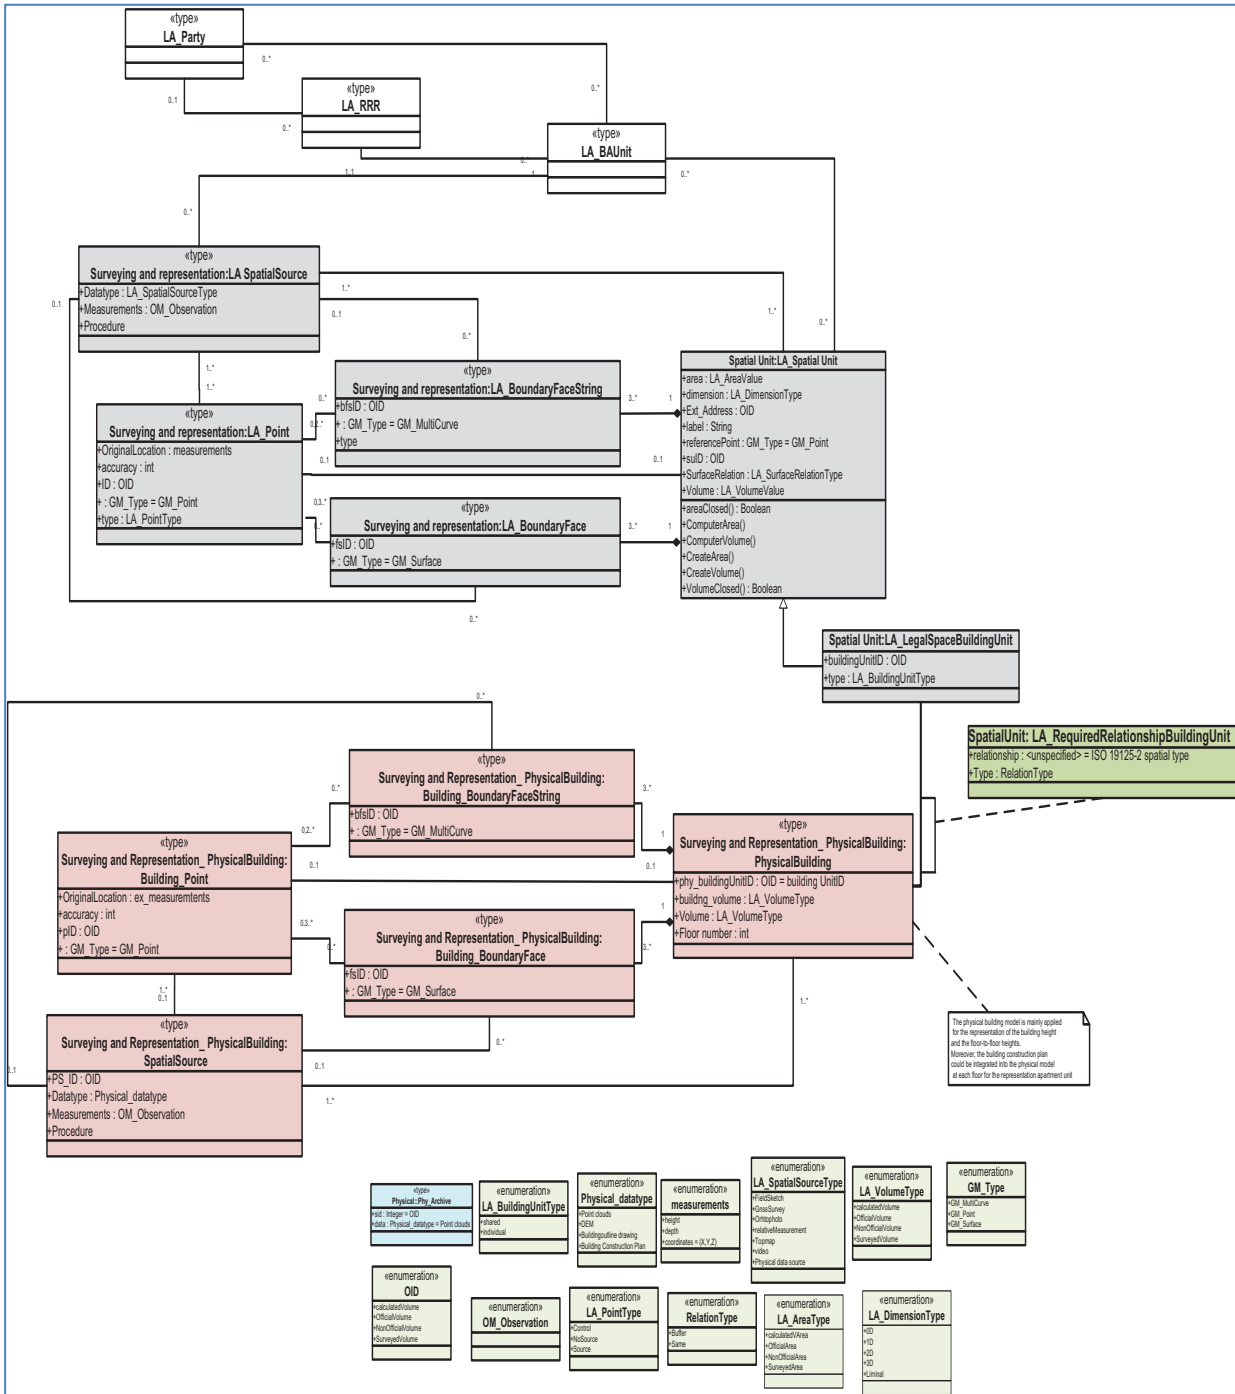 «type»
LA_Party
0..*
0..1
0..*
«type»
LA_RRR
0..*
«type»
LA_BAUnit
0..*
1..1
1
0..*
0..*
«type»
Surveying and representation:LA SpatialSource
+Datatype : LA_SpatialSourceType
+Measurements : OM_Observation
+Procedure
0..1
1..*
0..1
1..*
0..*
0..*
1..*
1..*
Spatial Unit:LA_Spatial Unit
+area : LA_AreaValue
+dimension : LA_DimensionType
+Ext_Address : OID
+label : String
+referencePoint : GM_Type = GM_Point
+suID : OID
+SurfaceRelation : LA_SurfaceRelationType
+Volume : LA_VolumeValue
+areaClosed() : Boolean
+ComputerArea()
+ComputerVolume()
+CreateArea()
+CreateVolume()
+VolumeClosed() : Boolean
«type»
Surveying and representation:LA_BoundaryFaceString
+bfsID : OID
+ : GM_Type = GM_MultiCurve
+type
0..*
0,2..*
3..*
1
«type»
Surveying and representation:LA_Point
+OriginalLocation : measurements
+accuracy : int
+ID : OID
+ : GM_Type = GM_Point
+type : LA_PointType
0..1
0..1
0,3..*
0..*
«type»
Surveying and representation:LA_BoundaryFace
+fsID : OID
+ : GM_Type = GM_Surface
3..*
1
0..*
Spatial Unit:LA_LegalSpaceBuildingUnit
+buildingUnitID : OID
+type : LA_BuildingUnitType
0..*
SpatialUnit: LA_RequiredRelationshipBuildingUnit
+relationship : <unspecified> = ISO 19125-2 spatial type
+Type : RelationType
«type»
Surveying and Representation_ PhysicalBuilding:
Building_BoundaryFaceString
+bfsID : OID
+ : GM_Type = GM_MultiCurve
0..*
0,2..*
3..*
1
«type»
Surveying and Representation_ PhysicalBuilding:
Building_Point
+OriginalLocation : ex_measuremtents
+accuracy : int
+pID : OID
+ : GM_Type = GM_Point
0..1
0..1
«type»
Surveying and Representation_ PhysicalBuilding:
PhysicalBuilding
+phy_buildingUnitID : OID = building UnitID
+buildng_volume : LA_VolumeType
+Volume : LA_VolumeType
+Floor number : int
0,3..*
0..*
«type»
Surveying and Representation_ PhysicalBuilding:
Building_BoundaryFace
+fsID : OID
+ : GM_Type = GM_Surface
1
3..*
1..*
0..1
«type»
Surveying and Representation_ PhysicalBuilding:
SpatialSource
+PS_ID : OID
+Datatype : Physical_datatype
+Measurements : OM_Observation
+Procedure
0..1
0..1
0..*
1..*
1..*
The physical building model is mainly applied
for the representation of the building height
and the floor-to-floor heights.
Moreover, the building construction plan
could be integrated into the physical model
at each floor for the representation apartment unit
«type»
Physical::Phy_Archive
+sid : Integer = OID
+data : Physical_datatype = Point clouds
«enumeration»
LA_BuildingUnitType
+shared
+individual
«enumeration»
Physical_datatype
+Point clouds
+DEM
+Buildingoutline drawing
+Building Construction Plan
«enumeration»
measurements
+height
+depth
+coordinates = (X,Y,Z)
«enumeration»
LA_SpatialSourceType
+FieldSketch
+GnssSurvey
+Orhtophoto
+relativeMeasurement
+Topmap
+video
+Physical data source
«enumeration»
LA_VolumeType
+calculatedVolume
+OfficialVolume
+NonOfficialVolume
+SurveyedVolume
«enumeration»
GM_Type
+GM_MultiCurve
+GM_Point
+GM_Surface
«enumeration»
OID
+calculatedVolume
+OfficialVolume
+NonOfficialVolume
+SurveyedVolume
«enumeration»
OM_Observation
«enumeration»
LA_PointType
+Control
+NoSource
+Source
«enumeration»
RelationType
+Buffer
+Same
«enumeration»
LA_AreaType
+calculatedVArea
+OfficialArea
+NonOfficialArea
+SurveyedArea
«enumeration»
LA_DimensionType
+0D
+1D
+2D
+3D
+Liminal